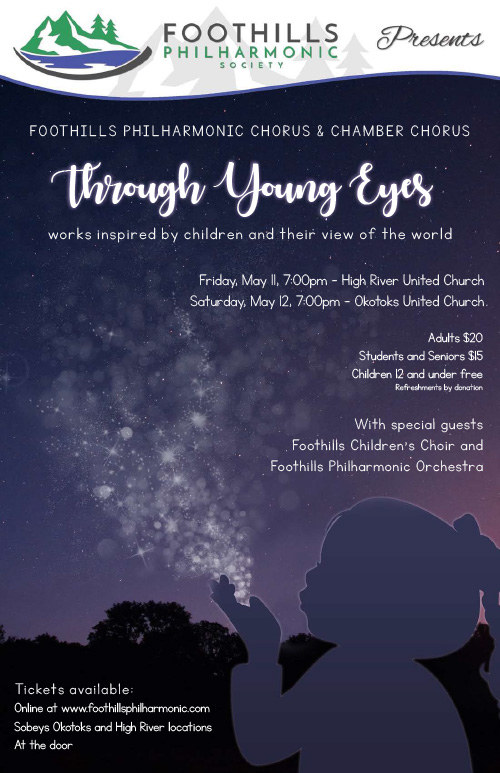 FOOTHILLS
PHILHARMONIC
SOCIETY
Presents
FOOTHILLS PHILHARMONIC CHORUS & CHAMBER CHORUS
Through Young Eyes
works inspired by children and their view of the world
Friday, May 11, 7:00pm - High River United Church
Saturday, May 12, 7:00pm - Okotoks United Church.
Adults $20
Students and Seniors $15
Children 12 and under free
Refreshments by donation
With special guests
Foothills Children's Choir and
Foothills Philharmonic Orchestra
Tickets available:
Online at www.foothillsphilharmonic.com
Sobeys Okotoks and High River locations
At the door